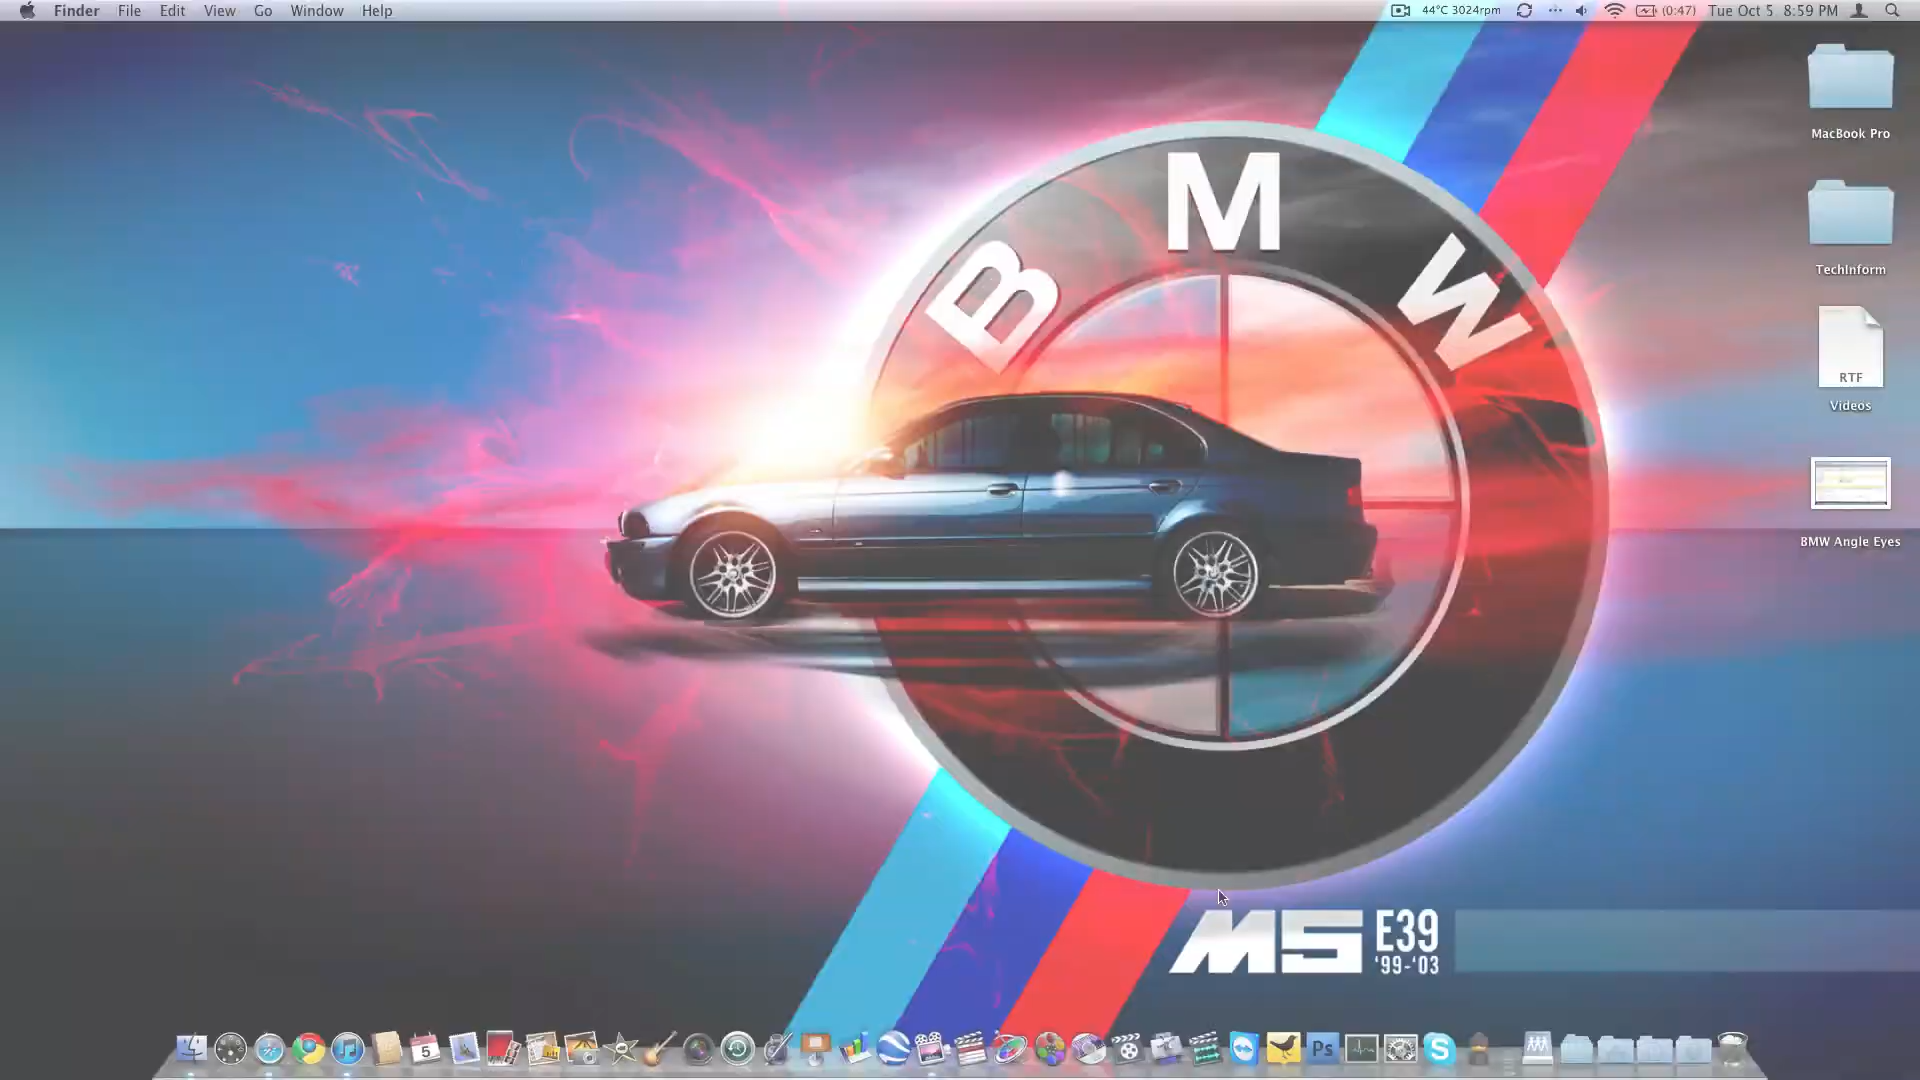 Finder File Edit View Go Window Help 44°C 3024rpm (0:47) Tue Oct 5 8:59 PM
MacBook Pro
TechInform
RTF
Videos
BMW Angle Eyes
B M W
M5 E39
'99-'03
5
Ps